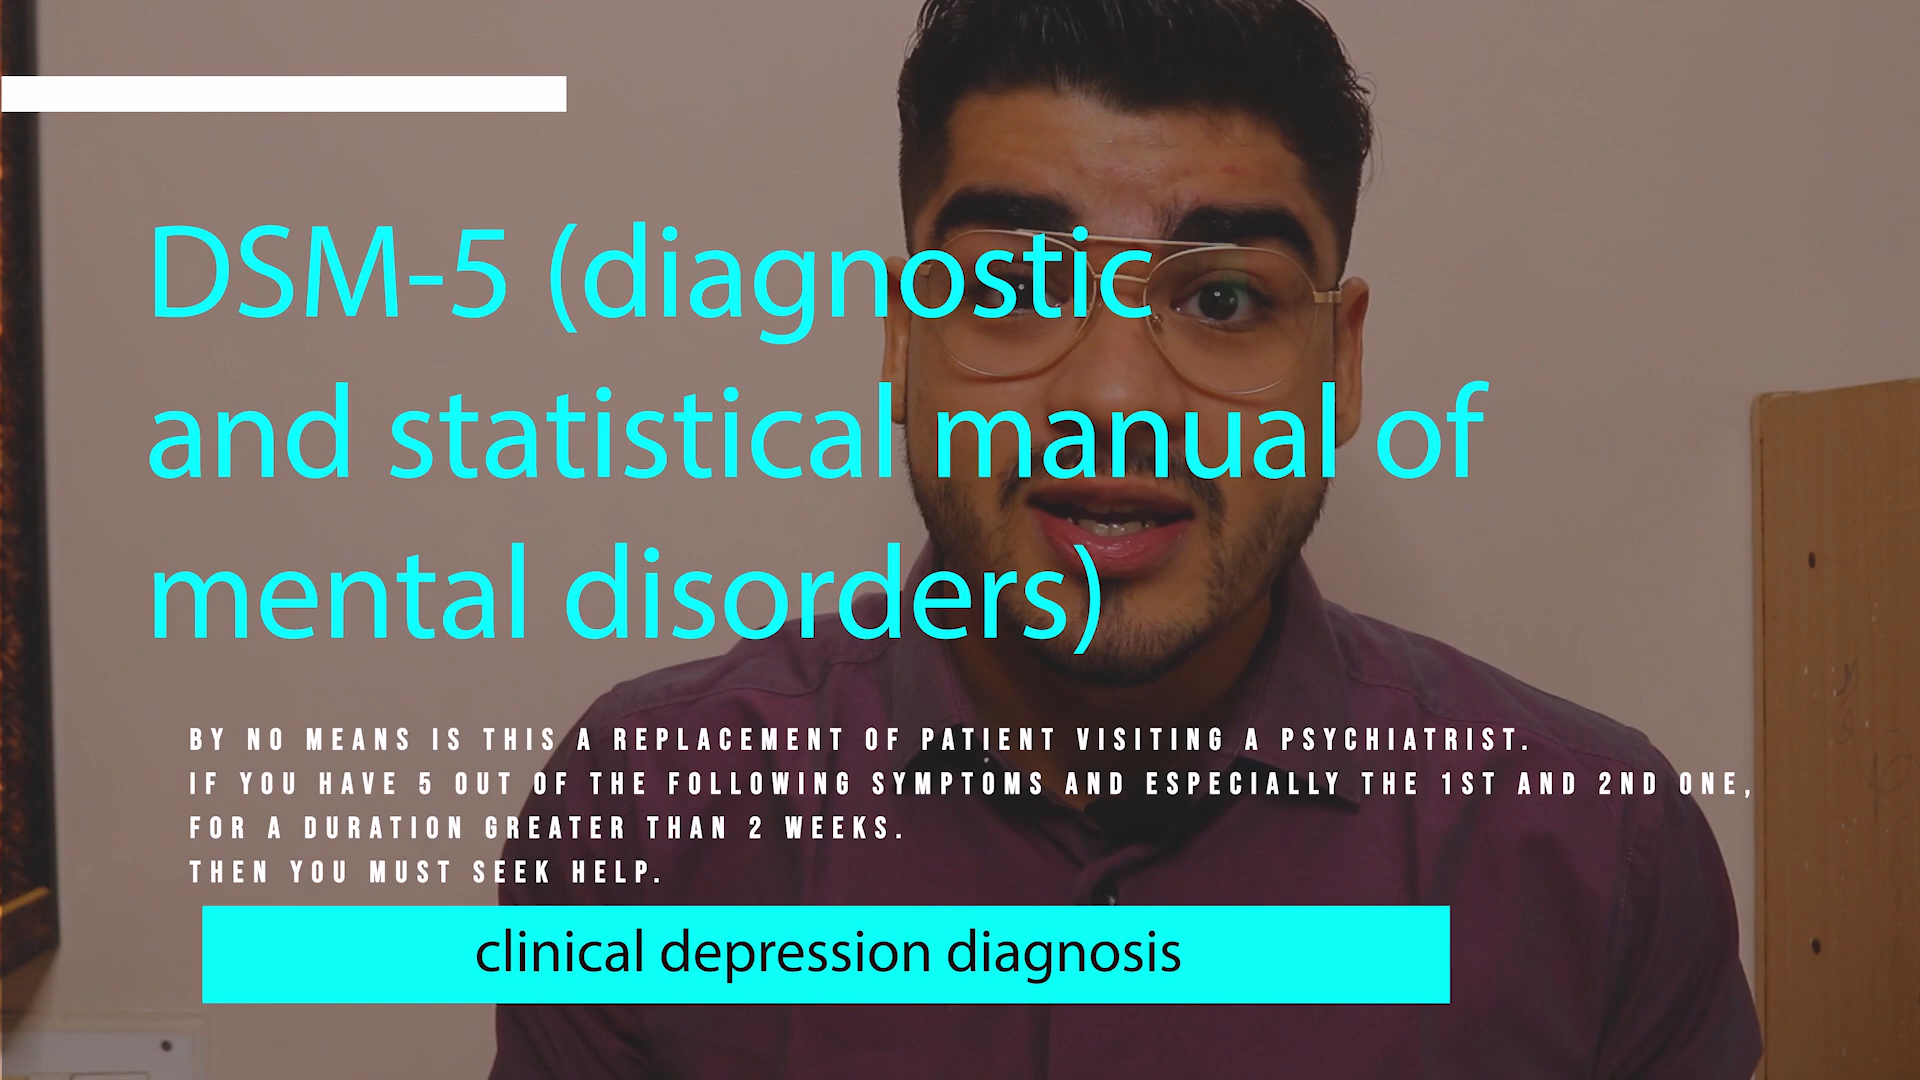 DSM-5 (diagnostic
and statistical manual of
mental disorders)
BY NO MEANS IS THIS A REPLACEMENT OF PATIENT VISITING A PSYCHIATRIST.
IF YOU HAVE 5 OUT OF THE FOLLOWING SYMPTOMS AND ESPECIALLY THE 1ST AND 2ND ONE,
FOR A DURATION GREATER THAN 2 WEEKS.
THEN YOU MUST SEEK HELP.
clinical depression diagnosis